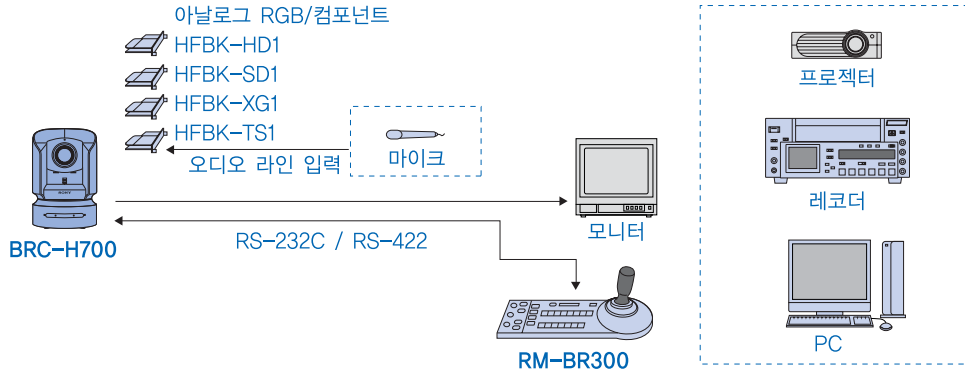 아날로그 RGB/컴포넌트
HFBK-HD1
HFBK-SD1
HFBK-XG1
HFBK-TS1
오디오 라인 입력
마이크
SONY
BRC-H700
RS-232C / RS-422
모니터
RM-BR300
프로젝터
레코더
PC